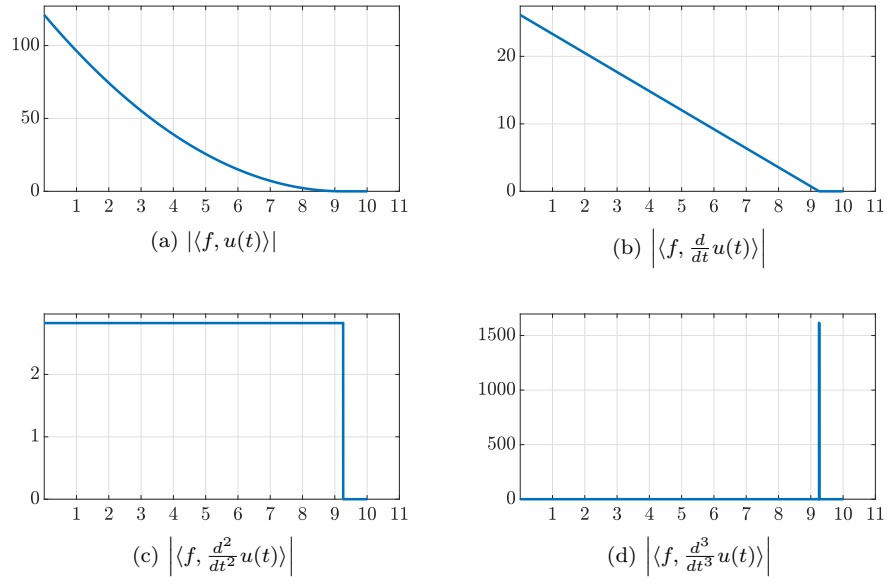 100
50
0
1 2 3 4 5 6 7 8 9 10 11
(a) |⟨f, u(t)⟩|
20
10
0
1 2 3 4 5 6 7 8 9 10 11
(b) |⟨f, d/dt u(t)⟩|
2
1
0
1 2 3 4 5 6 7 8 9 10 11
(c) |⟨f, d²/dt² u(t)⟩|
1500
1000
500
0
1 2 3 4 5 6 7 8 9 10 11
(d) |⟨f, d³/dt³ u(t)⟩|